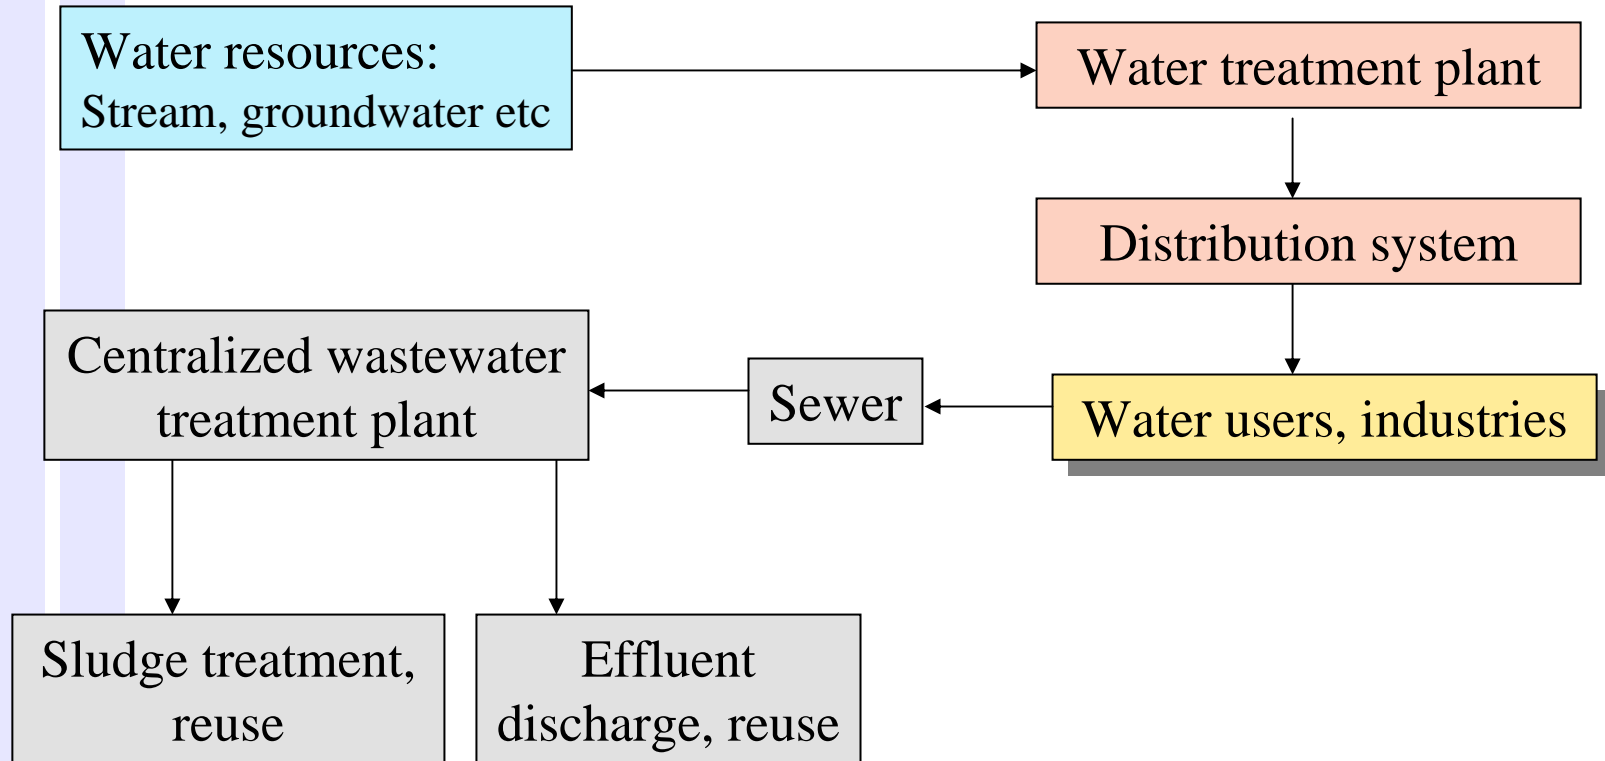 Water resources:
Stream, groundwater etc
Water treatment plant
Distribution system
Water users, industries
Sewer
Centralized wastewater
treatment plant
Sludge treatment,
reuse
Effluent
discharge, reuse